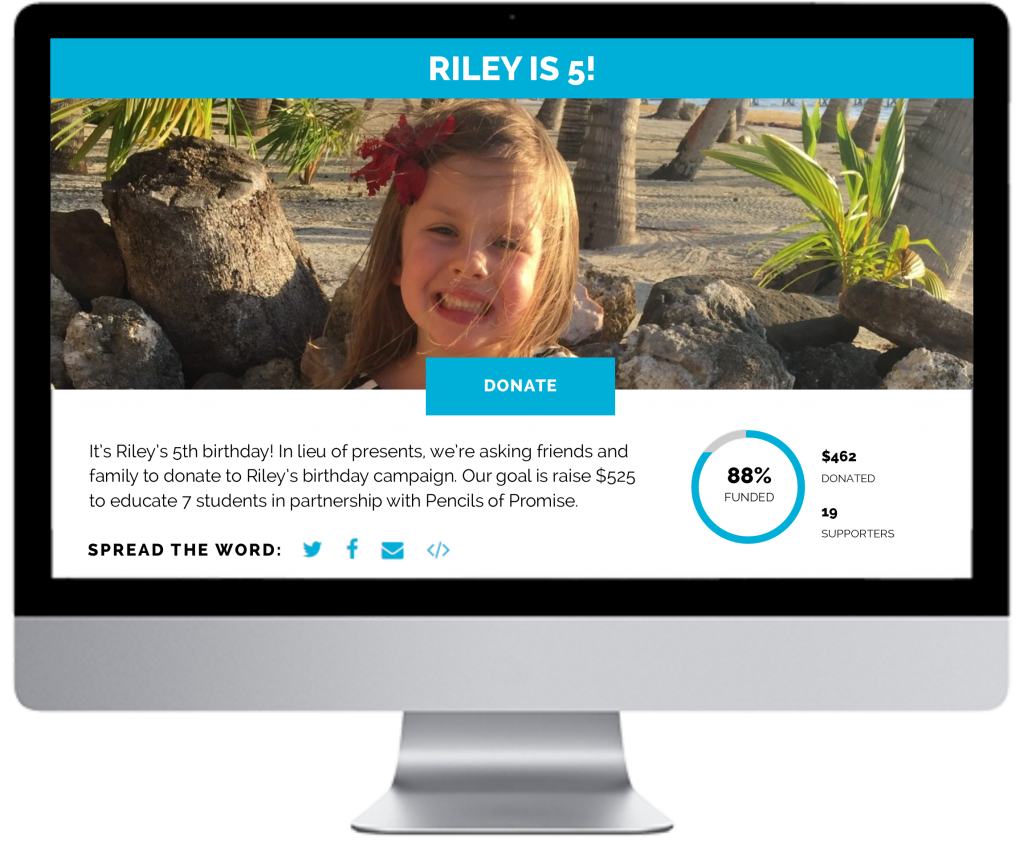 RILEY IS 5!
DONATE
It's Riley's 5th birthday! In lieu of presents, we're asking friends and
family to donate to Riley's birthday campaign. Our goal is raise $525
to educate 7 students in partnership with Pencils of Promise.
88%
FUNDED
$462
DONATED
19
SUPPORTERS
SPREAD THE WORD: